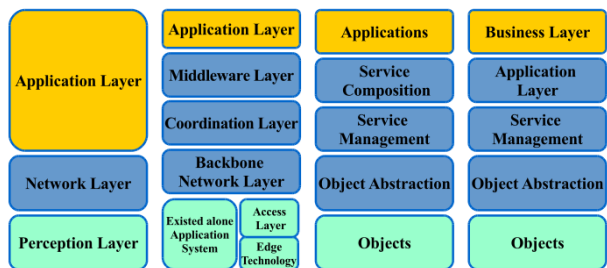 Application Layer
Network Layer
Perception Layer
Application Layer
Middleware Layer
Coordination Layer
Backbone
Network Layer
Existed alone
Application
System
Access
Layer
Edge
Technology
Applications
Service
Composition
Service
Management
Object Abstraction
Objects
Business Layer
Application
Layer
Service
Management
Object Abstraction
Objects